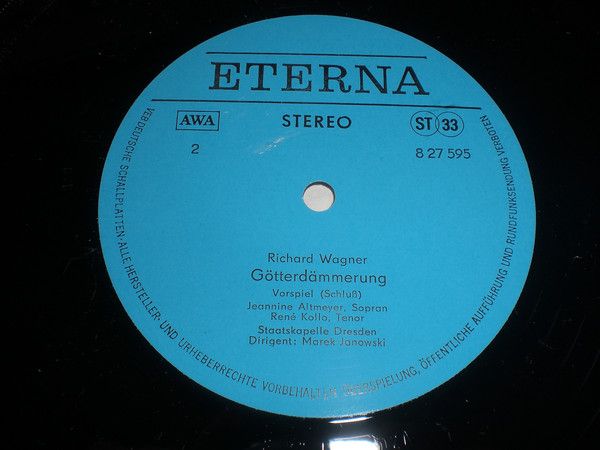 ETERNA
AWA
STEREO
ST 33
2
8 27 595
Richard Wagner
Götterdämmerung
Vorspiel (Schluß)
Jeannine Altmeyer, Sopran
René Kollo, Tenor
Staatskapelle Dresden
Dirigent: Marek Janowski
VEB DEUTSCHE SCHALLPLATTEN · ALLE HERSTELLER- UND URHEBERRECHTE VORBEHALTEN. ÜBERSPIELUNG, ÖFFENTLICHE AUFFÜHRUNG UND RUNDFUNKSENDUNG VERBOTEN